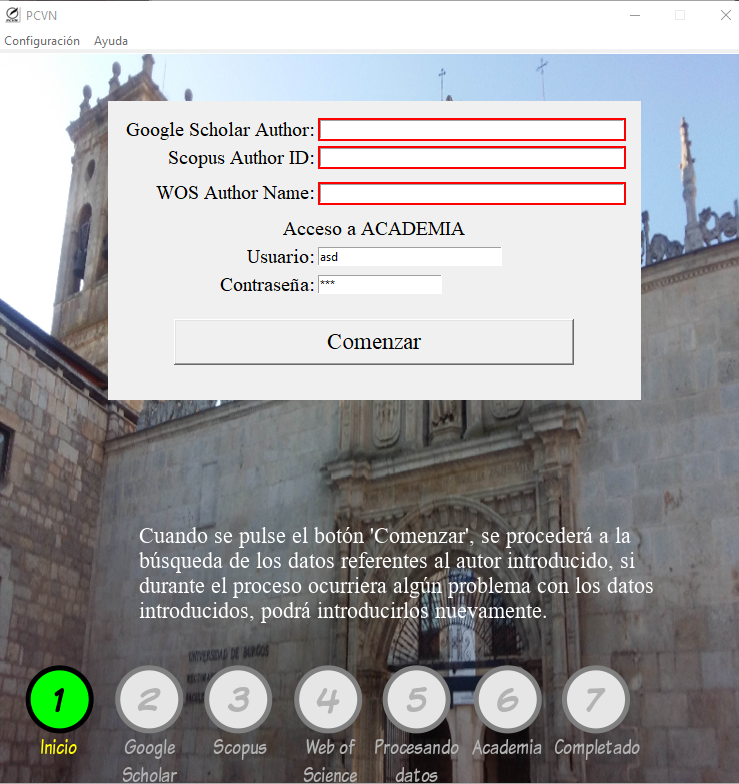 PCVN
Configuración Ayuda
Google Scholar Author:
Scopus Author ID:
WOS Author Name:
Acceso a ACADEMIA
Usuario: asd
Contraseña: ***
Comenzar
Cuando se pulse el botón 'Comenzar', se procederá a la
búsqueda de los datos referentes al autor introducido, si
durante el proceso ocurriera algún problema con los datos
introducidos, podrá introducirlos nuevamente.
UNIVERSIDAD DE BURGOS
1 2 3 4 5 6 7
Inicio Google Scopus Web of Procesando Academia Completado
Scholar Science datos